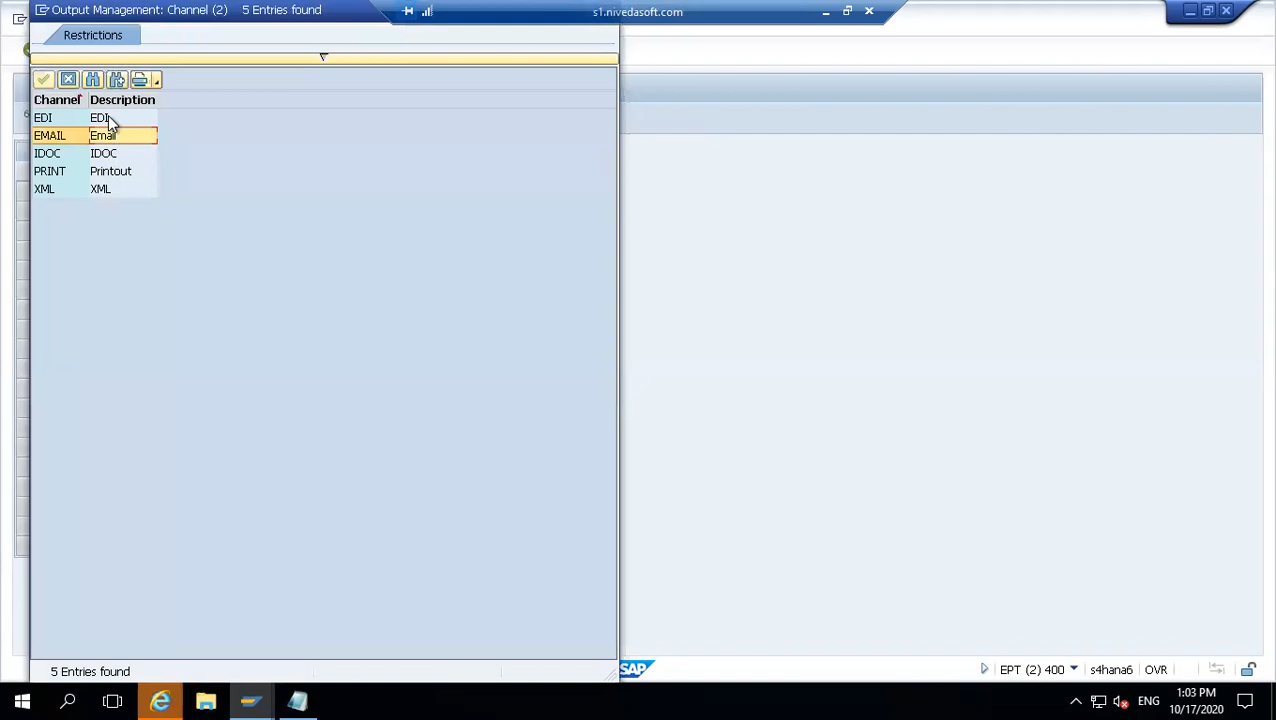 Output Management: Channel (2) 5 Entries found
s1.nivedasoft.com
Restrictions
Channel Description
EDI EDI
EMAIL Email
IDOC IDOC
PRINT Printout
XML XML
5 Entries found
SAP
EPT (2) 400 s4hana6 OVR
ENG
1:03 PM
10/17/2020